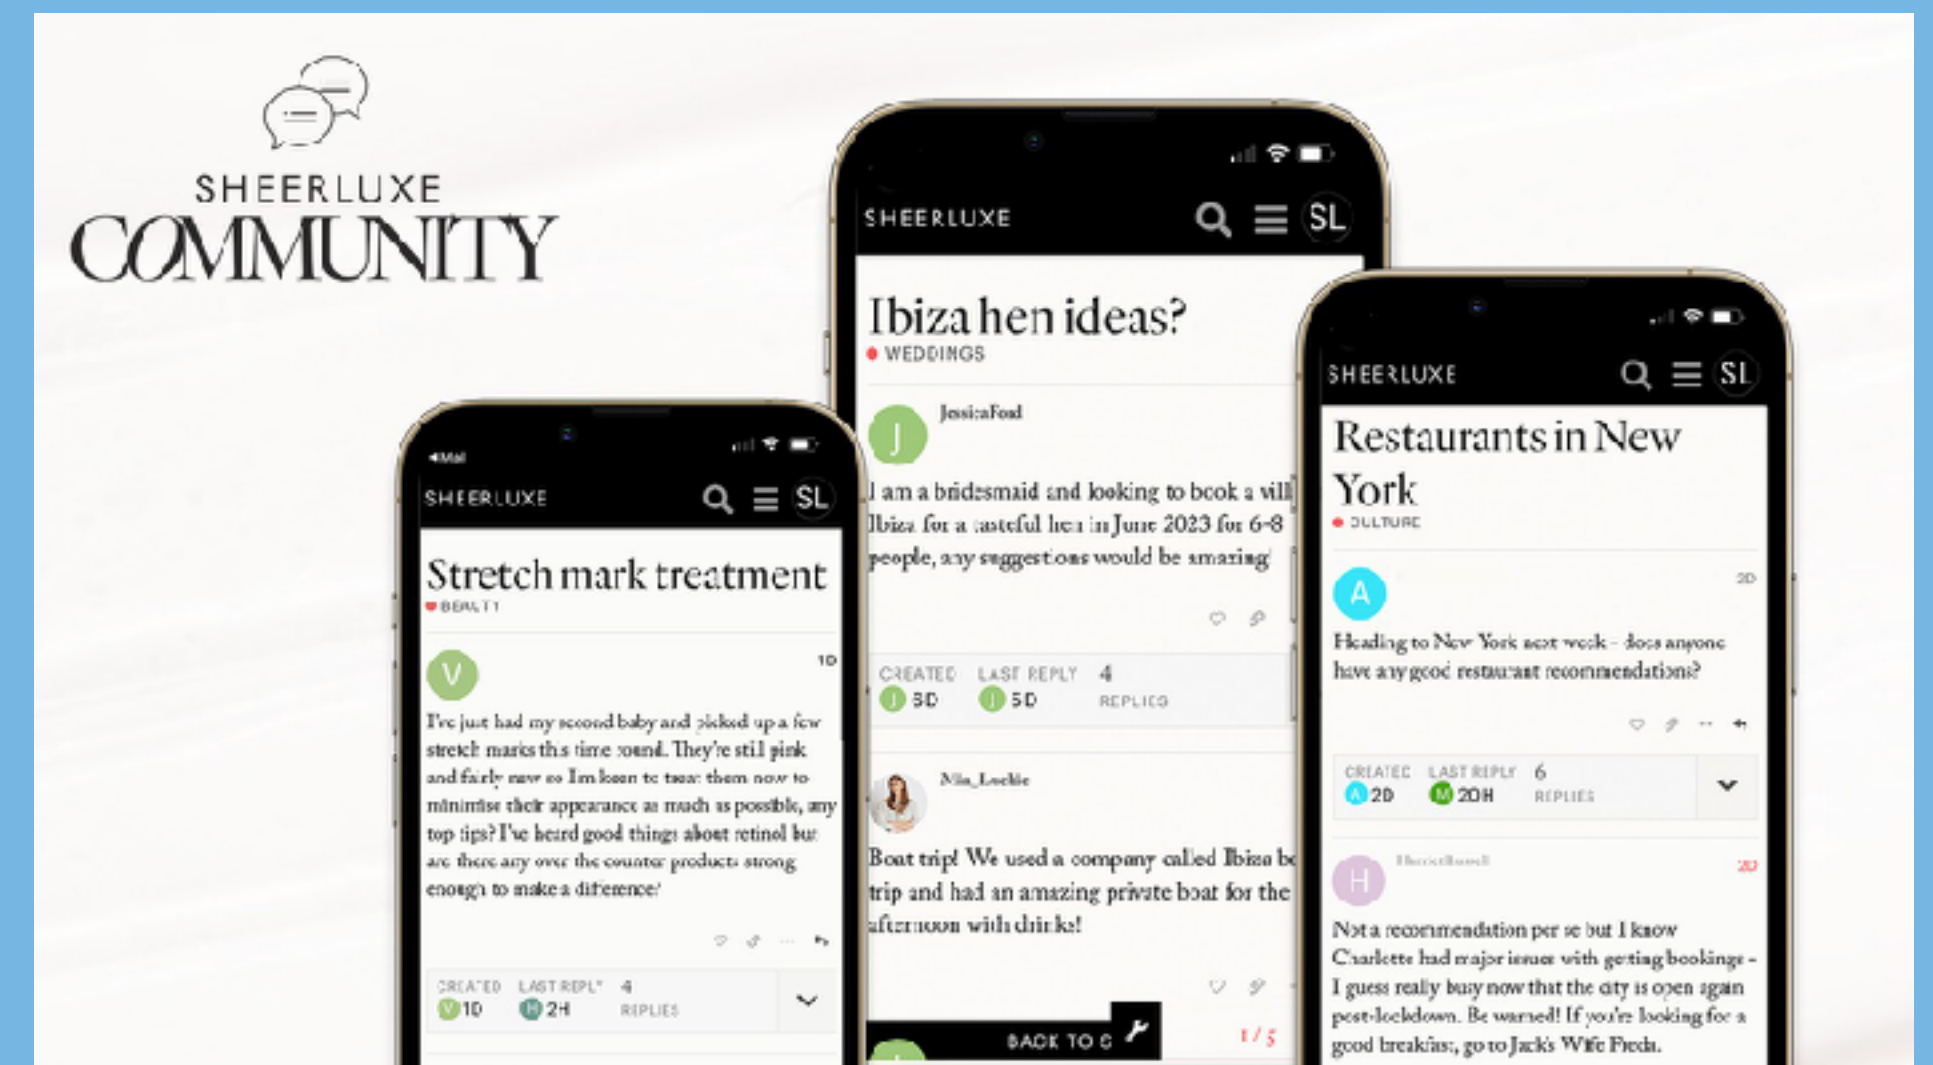 SHEERLUXE
COMMUNITY
◄Mail
SHEERLUXE
SL
Stretch mark treatment
BEAUTY
V
1D
I've just had my second baby and picked up a few
stretch marks this time round. They're still pink
and fairly new so I'm keen to treat them now to
minimise their appearance as much as possible, any
top tips? I've heard good things about retinol but
are there any over the counter products strong
enough to make a difference?
CREATED LAST REPLY 4
V 1D H 2H REPLIES
SHEERLUXE
SL
Ibiza hen ideas?
WEDDINGS
J
JessicaFord
I am a bridesmaid and looking to book a vill
Ibiza for a tasteful hen in June 2023 for 6-8
people, any suggestions would be amazing!
CREATED LAST REPLY 4
J J 5D REPLIES
Boat trip! We used a company called Ibiza bo
trip and had an amazing private boat for the
afternoon with drinks!
BACK TO
1 / 5
SHEERLUXE
SL
Restaurants in New
York
CULTURE
A
2D
Heading to New York next week - does anyone
have any good restaurant recommendations?
CREATED LAST REPLY 6
A 2D M 20H REPLIES
H
2D
Not a recommendation per se but I know
Charlotte had major issues with getting bookings -
I guess really busy now that the city is open again
post-lockdown. Be warned! If you're looking for a
good breakfast, go to Jack's Wife Freda.